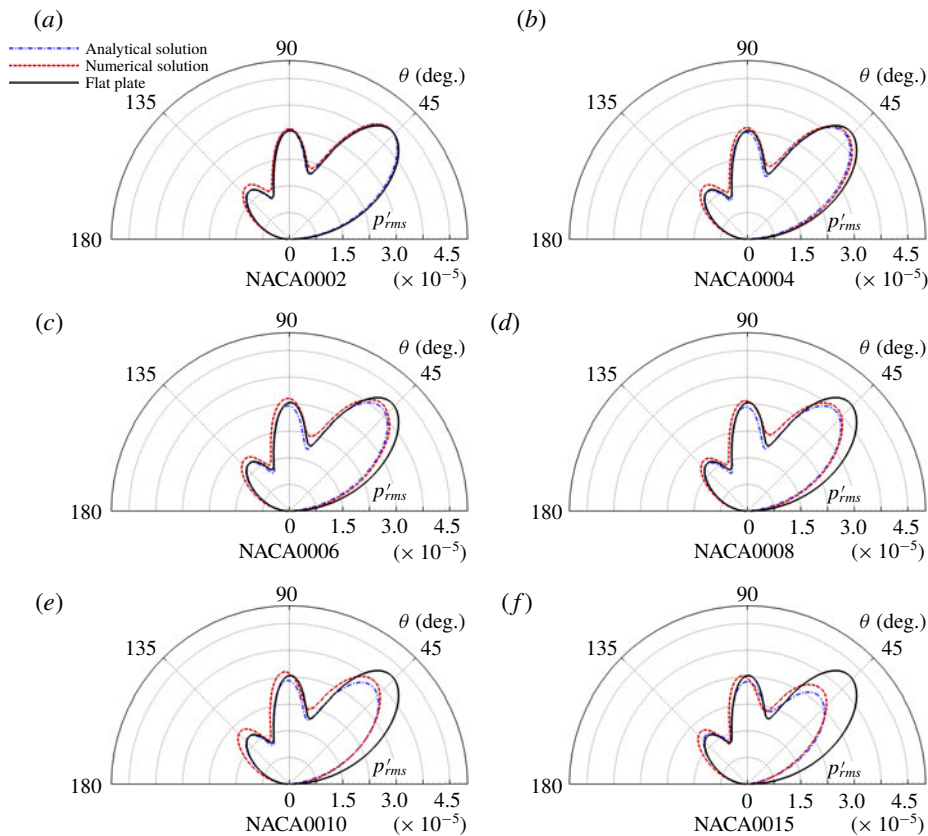 (a)
(b)
Analytical solution
Numerical solution
Flat plate
90
θ (deg.)
135
45
180
p′rms
0 1.5 3.0 4.5
NACA0002 (× 10−5)
90
θ (deg.)
135
45
180
p′rms
0 1.5 3.0 4.5
NACA0004 (× 10−5)
(c)
(d)
90
θ (deg.)
135
45
180
p′rms
0 1.5 3.0 4.5
NACA0006 (× 10−5)
90
θ (deg.)
135
45
180
p′rms
0 1.5 3.0 4.5
NACA0008 (× 10−5)
(e)
(f)
90
θ (deg.)
135
45
180
p′rms
0 1.5 3.0 4.5
NACA0010 (× 10−5)
90
θ (deg.)
135
45
180
p′rms
0 1.5 3.0 4.5
NACA0015 (× 10−5)